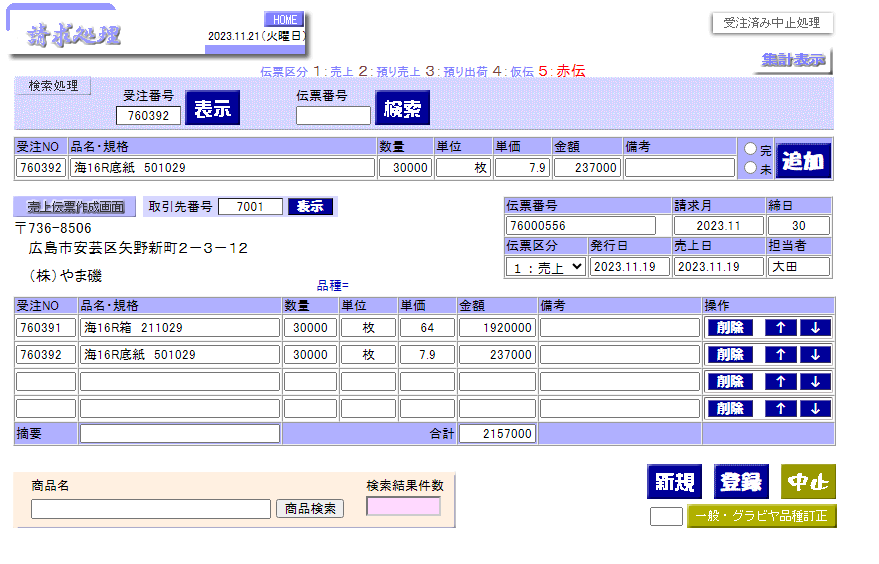 HOME
受注済み中止処理
請求処理
2023.11.21(火曜日)
集計表示
伝票区分 1:売上 2:預り売上 3:預り出荷 4:仮伝 5:赤伝
検索処理
受注番号 伝票番号
760392 表示 検索
受注NO 品名・規格 数量 単位 単価 金額 備考 完
760392 海16R底紙 501029 30000 枚 7.9 237000 未 追加
売上伝票作成画面 取引先番号 7001 表示
〒736-8506
広島市安芸区矢野新町2-3-12
(株)やま磯
伝票番号 請求月 締日
76000556 2023.11 30
伝票区分 発行日 売上日 担当者
1:売上 2023.11.19 2023.11.19 大田
品種=
受注NO 品名・規格 数量 単位 単価 金額 備考 操作
760391 海16R箱 211029 30000 枚 64 1920000 削除 ↑ ↓
760392 海16R底紙 501029 30000 枚 7.9 237000 削除 ↑ ↓
削除 ↑ ↓
削除 ↑ ↓
摘要 合計 2157000
商品名 検索結果件数
商品検索
新規 登録 中止
一般・グラビヤ品種訂正